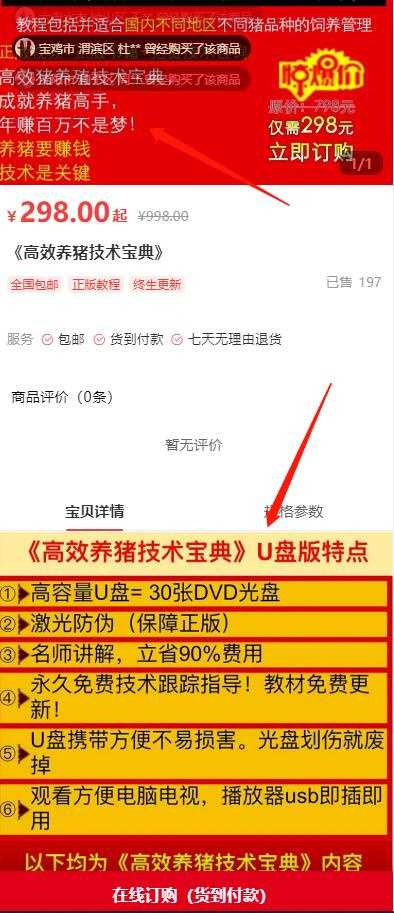 教程包括并适合国内不同地区不同猪品种的饲养管理
宝鸡市 渭滨区 杜** 曾经购买了该商品
高效猪养殖技术宝典
成就养猪高手，
年赚百万不是梦！
养猪要赚钱
技术是关键
惊爆价
原价：798元
仅需298元
立即订购
1/1
¥298.00起 ¥998.00
《高效养猪技术宝典》
全国包邮 正版教程 终生更新
已售 197
服务 包邮 货到付款 七天无理由退货
商品评价（0条）
暂无评价
宝贝详情
规格参数
《高效养猪技术宝典》U盘版特点
① 高容量U盘= 30张DVD光盘
② 激光防伪（保障正版）
③ 名师讲解，立省90%费用
④ 永久免费技术跟踪指导！教材免费更
新！
⑤ U盘携带方便不易损害。光盘划伤就废
掉
⑥ 观看方便电脑电视，播放器usb即插即
用
以下均为《高效养猪技术宝典》内容
在线订购（货到付款）